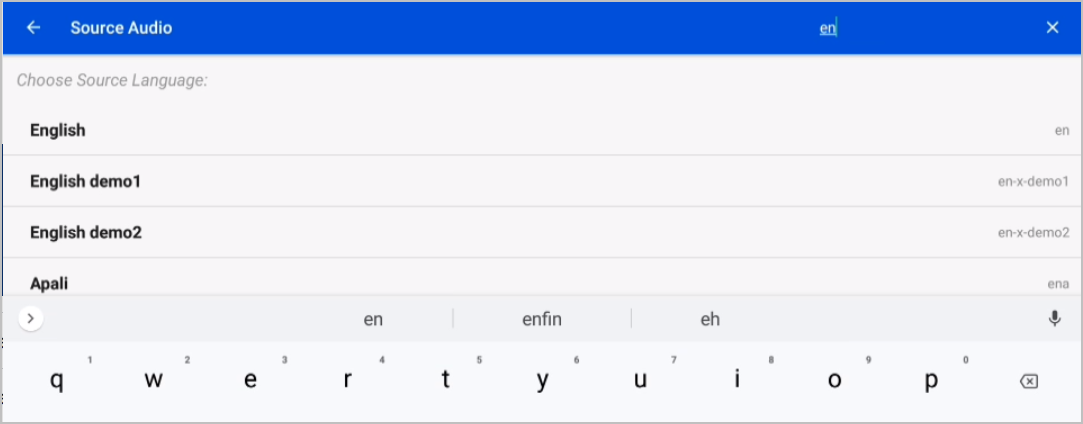 Source Audio en
Choose Source Language:
English en
English demo1 en-x-demo1
English demo2 en-x-demo2
Apali ena
en enfin eh
1 2 3 4 5 6 7 8 9 0
q w e r t y u i o p